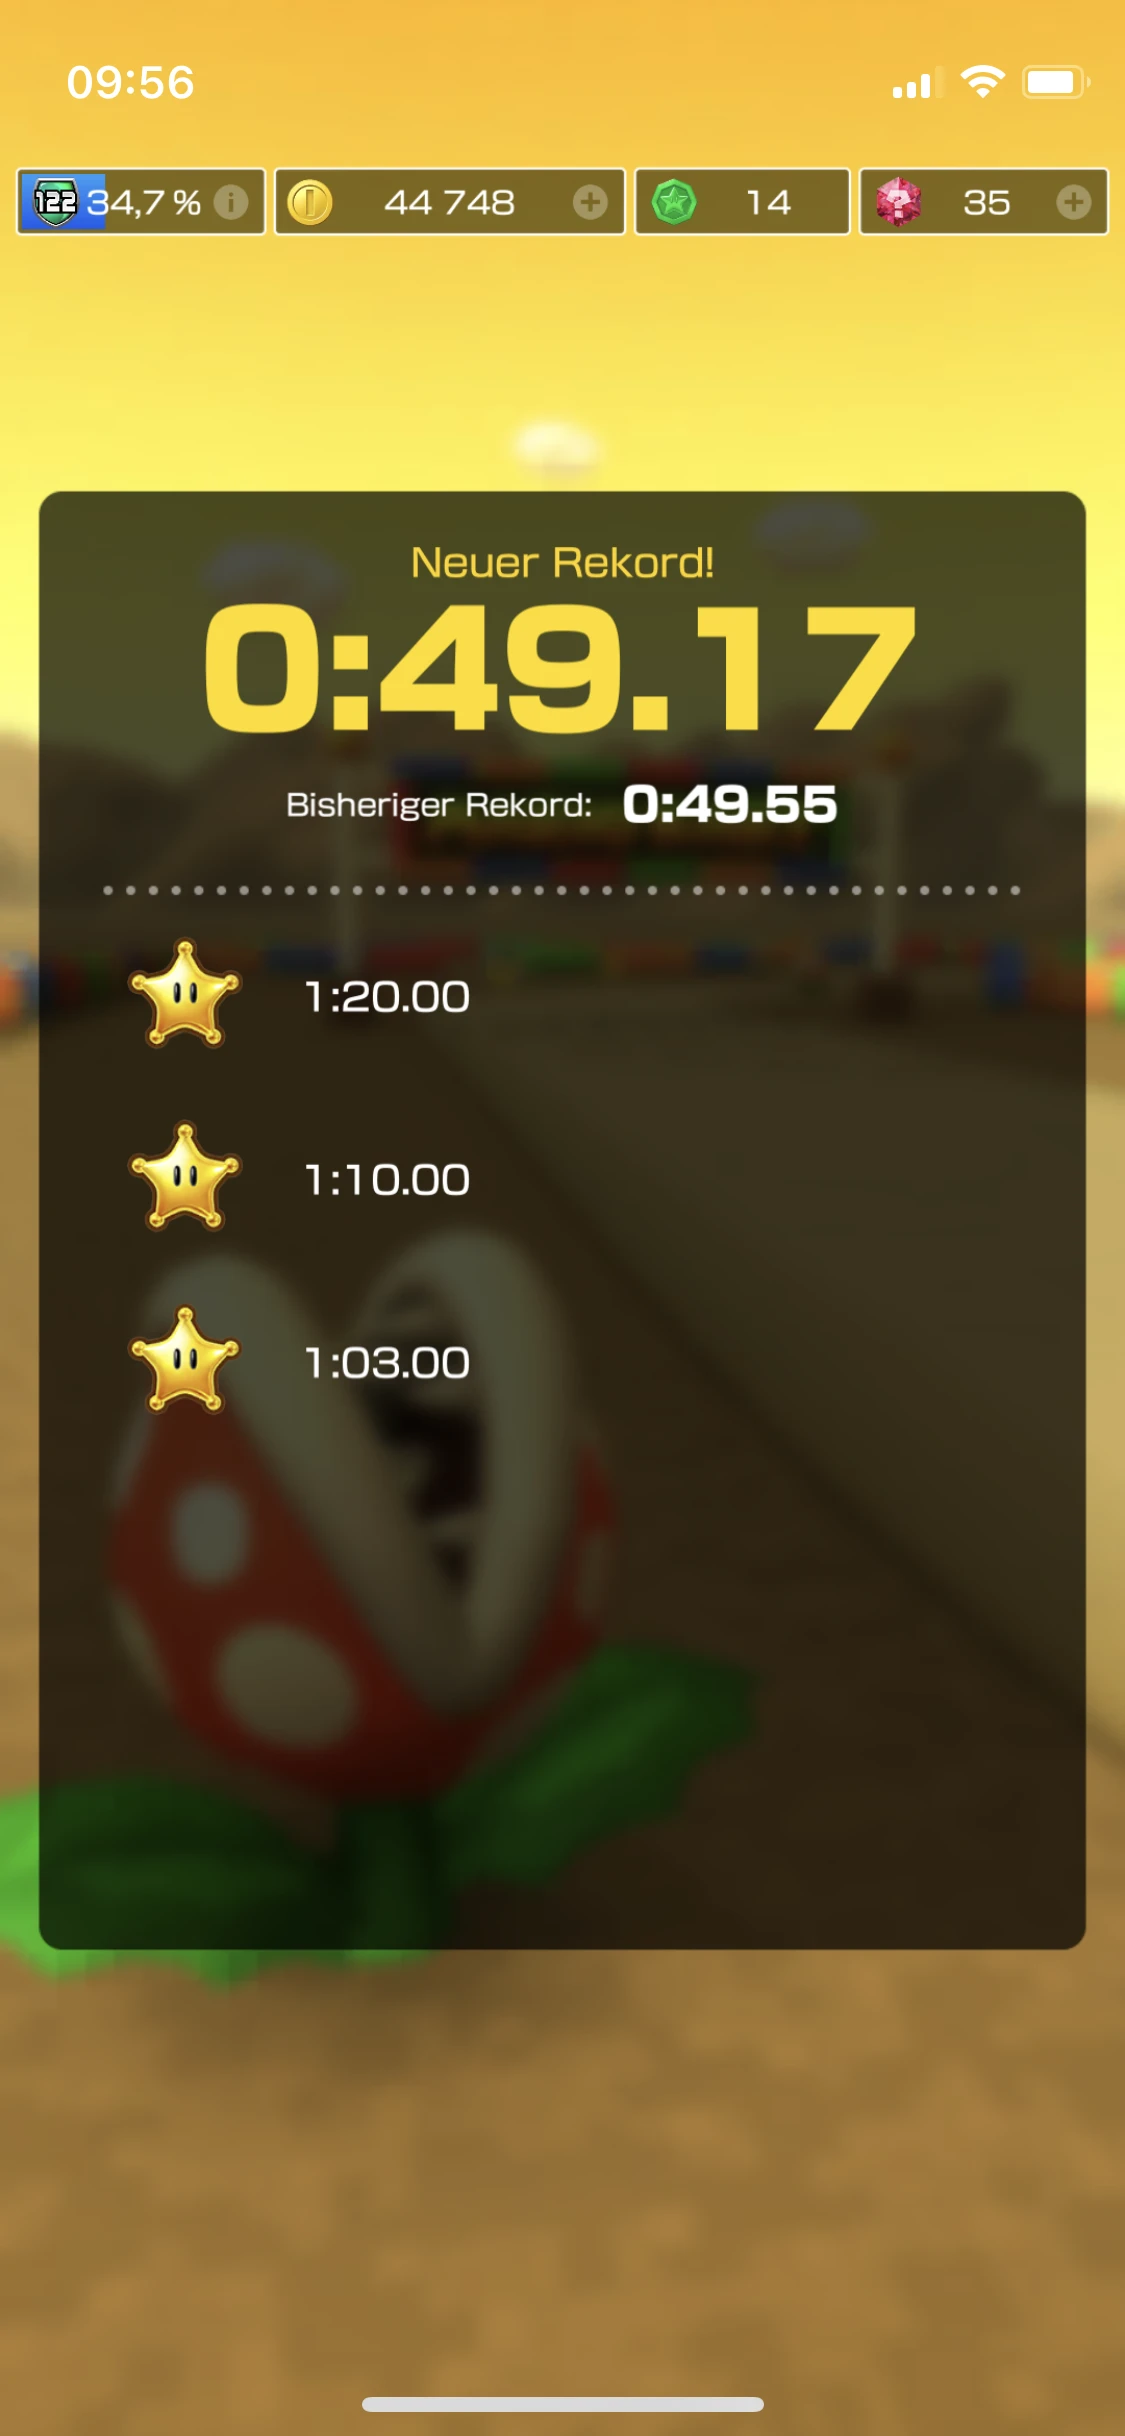 09:56
122 34,7 % i 44 748 + 14 35 +
Neuer Rekord!
0:49.17
Bisheriger Rekord: 0:49.55
1:20.00
1:10.00
1:03.00